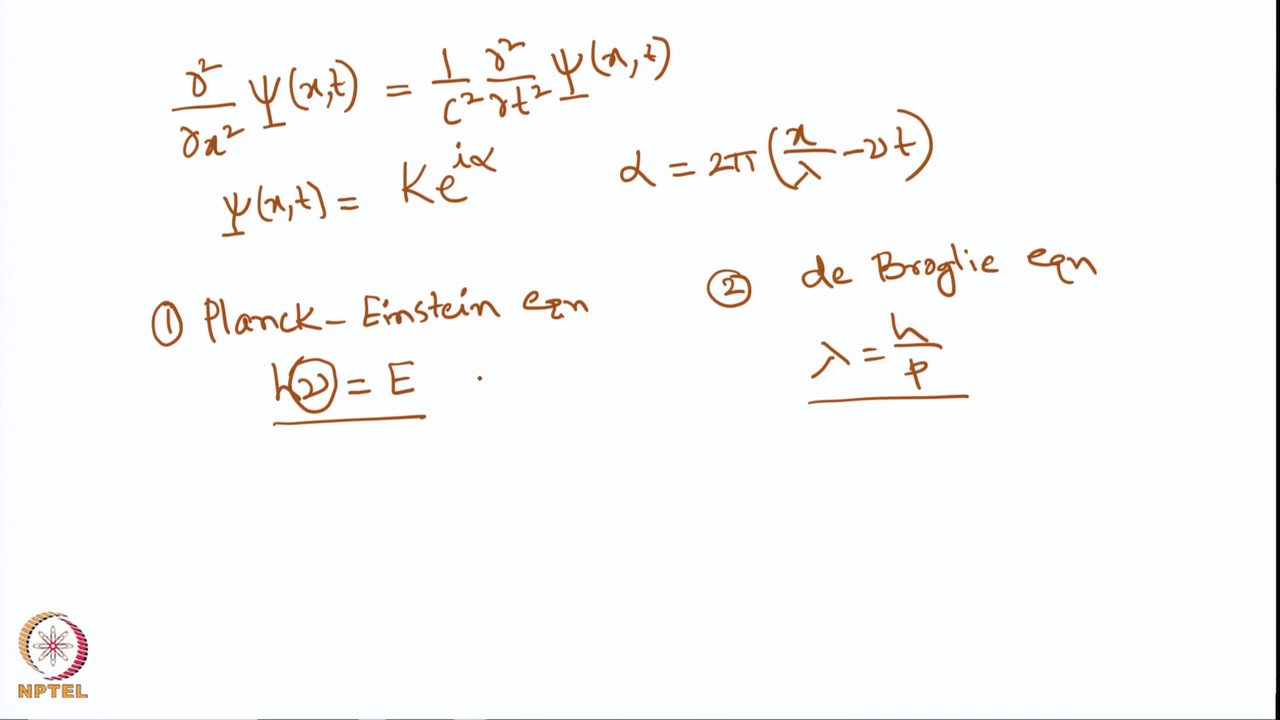 ∂²/∂x² Ψ(x,t) = 1/C² ∂²/∂t² Ψ(x,t)
Ψ(x,t) = K e^{iα} α = 2π(x/λ − νt)
① Planck – Einstein eqn
hν = E
② de Broglie eqn
λ = h/p
NPTEL